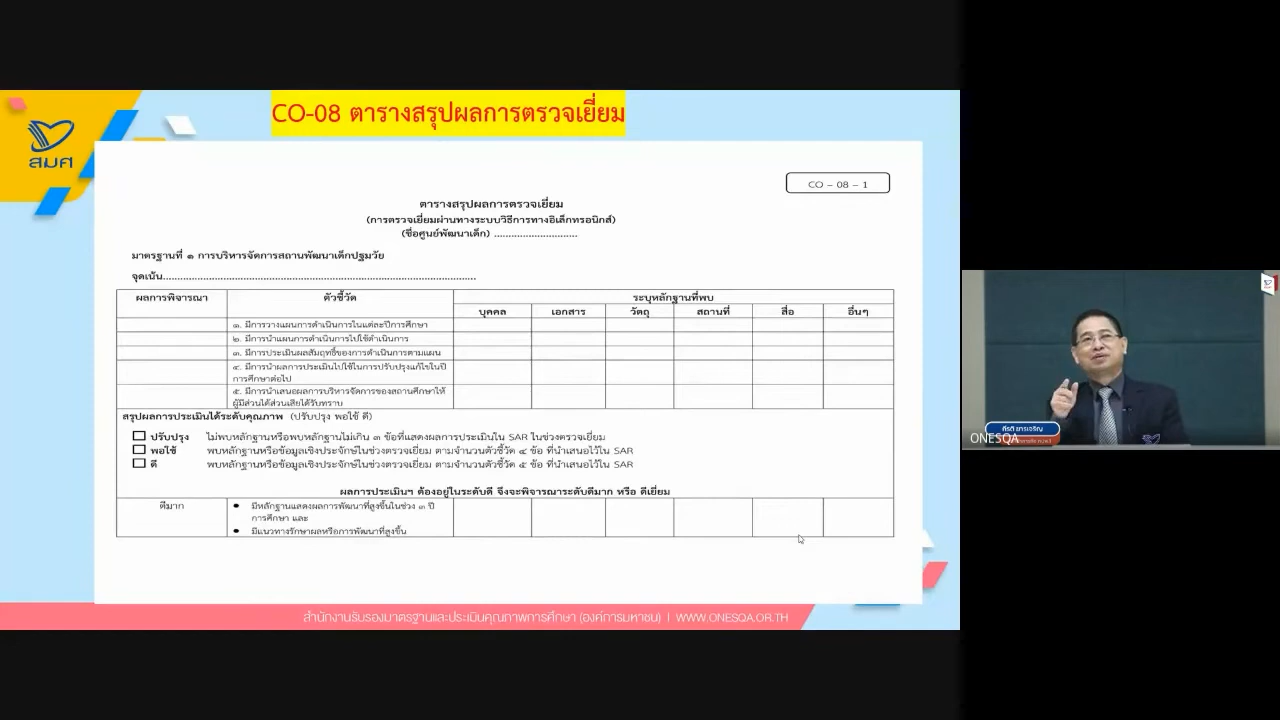 CO-08 ตารางสรุปผลการตรวจเยี่ยม
สมศ
CO – 08 – 1
ตารางสรุปผลการตรวจเยี่ยม
(การตรวจเยี่ยมผ่านทางระบบวิธีการทางอิเล็กทรอนิกส์)
(ชื่อศูนย์พัฒนาเด็ก) ............................
มาตรฐานที่ ๑ การบริหารจัดการสถานพัฒนาเด็กปฐมวัย
จุดเน้น...............................................................................................
ผลการพิจารณา ตัวชี้วัด ระบุหลักฐานที่พบ
บุคคล เอกสาร วัตถุ สถานที่ สื่อ อื่นๆ
๑. มีการวางแผนการดำเนินการในแต่ละปีการศึกษา
๒. มีการนำแผนการดำเนินการไปใช้ดำเนินการ
๓. มีการประเมินผลสัมฤทธิ์ของการดำเนินการตามแผน
๔. มีการนำผลการประเมินไปใช้ในการปรับปรุงแก้ไขในปี
การศึกษาต่อไป
๕. มีการนำเสนอผลการบริหารจัดการของสถานศึกษาให้
ผู้มีส่วนได้ส่วนเสียได้รับทราบ
สรุปผลการประเมินได้ระดับคุณภาพ (ปรับปรุง พอใช้ ดี)
ปรับปรุง ไม่พบหลักฐานหรือพบหลักฐานไม่เกิน ๓ ข้อที่แสดงผลการประเมินใน SAR ในช่วงตรวจเยี่ยม
พอใช้ พบหลักฐานหรือข้อมูลเชิงประจักษ์ในช่วงตรวจเยี่ยม ตามจำนวนตัวชี้วัด ๔ ข้อ ที่นำเสนอไว้ใน SAR
ดี พบหลักฐานหรือข้อมูลเชิงประจักษ์ในช่วงตรวจเยี่ยม ตามจำนวนตัวชี้วัด ๕ ข้อ ที่นำเสนอไว้ใน SAR
ผลการประเมินฯ ต้องอยู่ในระดับดี จึงจะพิจารณาระดับดีมาก หรือ ดีเยี่ยม
ดีมาก • มีหลักฐานแสดงผลการพัฒนาที่สูงขึ้นในช่วง ๓ ปี
การศึกษา และ
• มีแนวทางรักษาผลหรือการพัฒนาที่สูงขึ้น
สำนักงานรับรองมาตรฐานและประเมินคุณภาพการศึกษา (องค์การมหาชน) | WWW.ONESQA.OR.TH
ONESQA